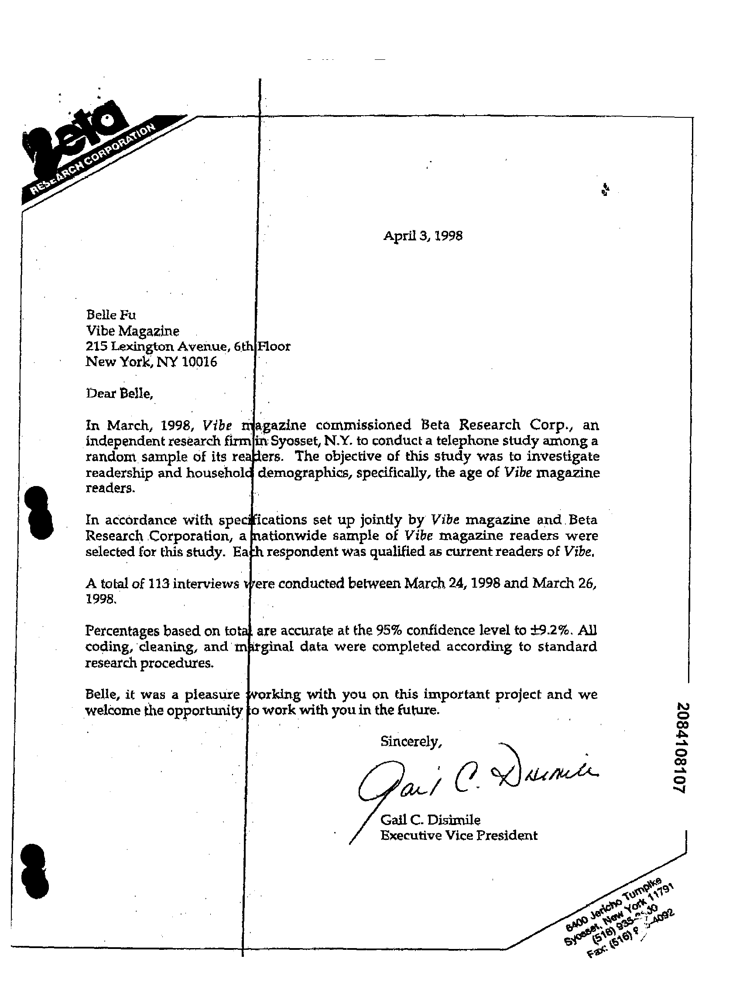 Beta
RESEARCH CORPORATION
April 3, 1998
Belle Fu
Vibe Magazine
215 Lexington Avenue, 6th Floor
New York, NY 10016
Dear Belle,
In March, 1998, Vibe magazine commissioned Beta Research Corp., an
independent research firm in Syosset, N.Y. to conduct a telephone study among a
random sample of its readers. The objective of this study was to investigate
readership and household demographics, specifically, the age of Vibe magazine
readers.
In accordance with specifications set up jointly by Vibe magazine and Beta
Research Corporation, a nationwide sample of Vibe magazine readers were
selected for this study. Each respondent was qualified as current readers of Vibe.
A total of 113 interviews were conducted between March 24, 1998 and March 26,
1998.
Percentages based on total are accurate at the 95% confidence level to ±9.2%. All
coding, cleaning, and marginal data were completed according to standard
research procedures.
Belle, it was a pleasure working with you on this important project and we
welcome the opportunity to work with you in the future.
Sincerely,
Gail C. Disimile
Gail C. Disimile
Executive Vice President
2084108107
6400 Jericho Turnpike
Syosset, New York 11791
(516)
Fax: (516)